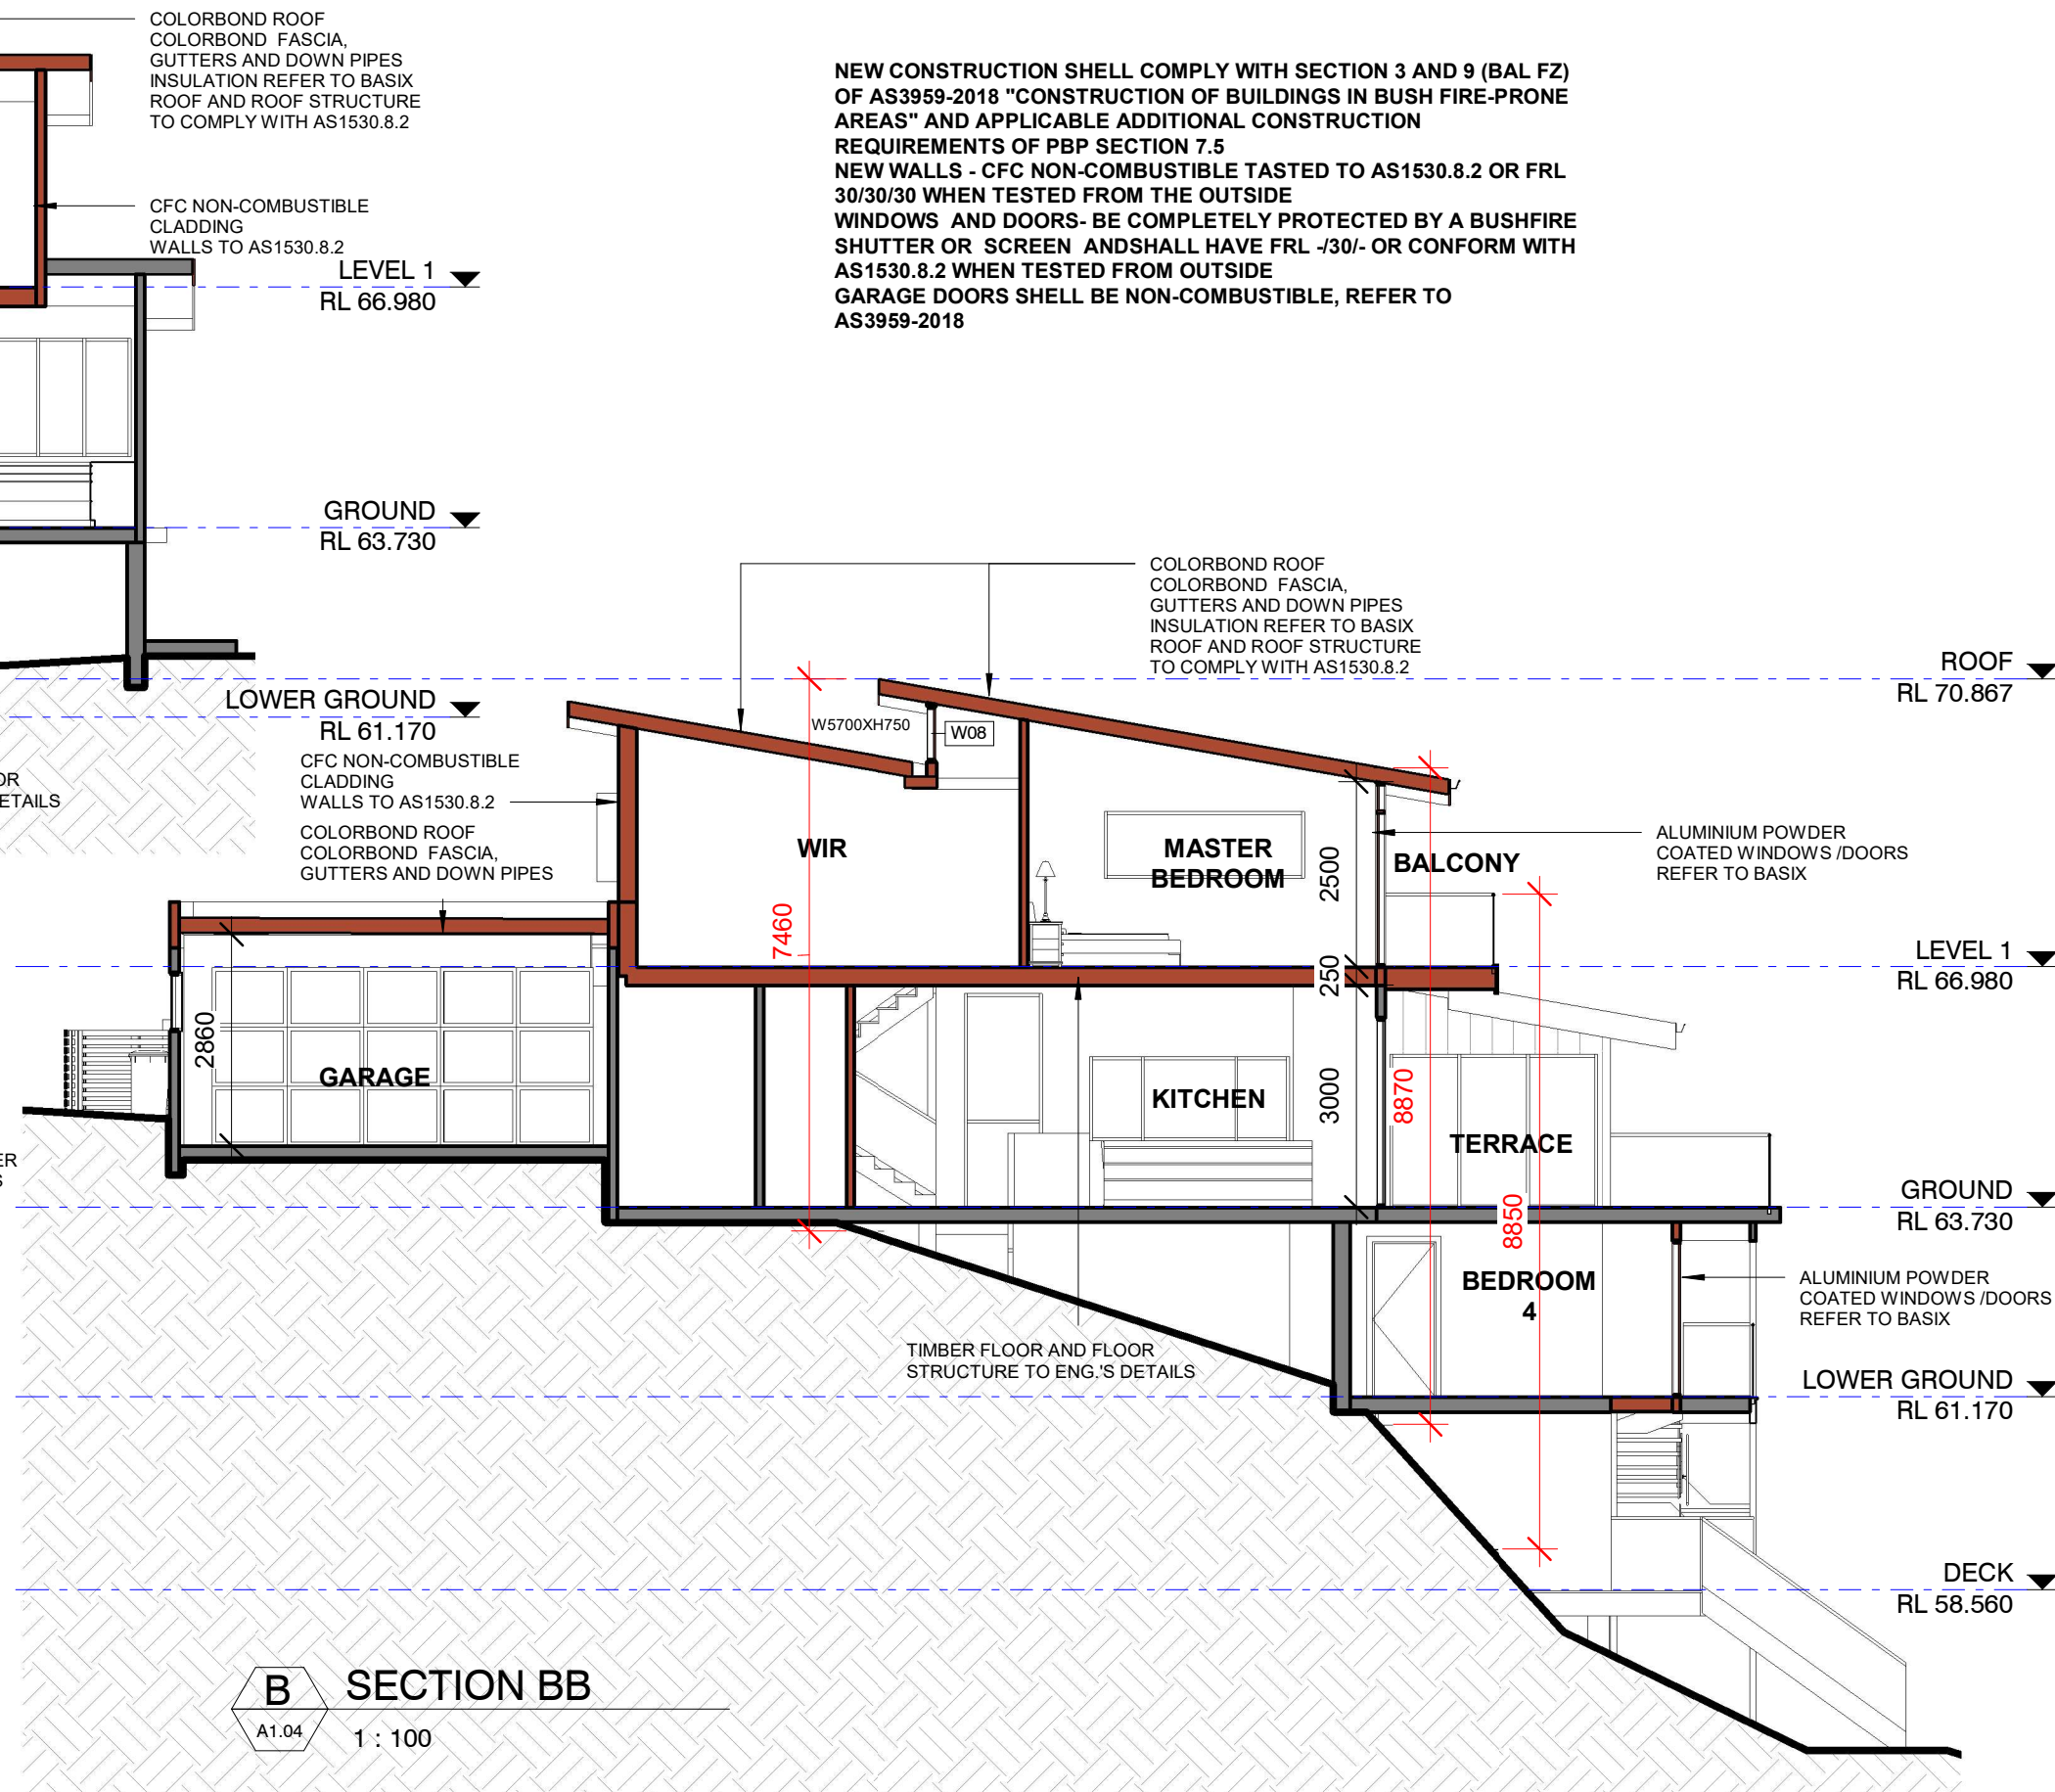 COLORBOND ROOF
COLORBOND FASCIA,
GUTTERS AND DOWN PIPES
INSULATION REFER TO BASIX
ROOF AND ROOF STRUCTURE
TO COMPLY WITH AS1530.8.2
CFC NON-COMBUSTIBLE
CLADDING
WALLS TO AS1530.8.2
LEVEL 1
RL 66.980
GROUND
RL 63.730
LOWER GROUND
RL 61.170
NEW CONSTRUCTION SHELL COMPLY WITH SECTION 3 AND 9 (BAL FZ)
OF AS3959-2018 "CONSTRUCTION OF BUILDINGS IN BUSH FIRE-PRONE
AREAS" AND APPLICABLE ADDITIONAL CONSTRUCTION
REQUIREMENTS OF PBP SECTION 7.5
NEW WALLS - CFC NON-COMBUSTIBLE TASTED TO AS1530.8.2 OR FRL
30/30/30 WHEN TESTED FROM THE OUTSIDE
WINDOWS AND DOORS- BE COMPLETELY PROTECTED BY A BUSHFIRE
SHUTTER OR SCREEN ANDSHALL HAVE FRL -/30/- OR CONFORM WITH
AS1530.8.2 WHEN TESTED FROM OUTSIDE
GARAGE DOORS SHELL BE NON-COMBUSTIBLE, REFER TO
AS3959-2018
COLORBOND ROOF
COLORBOND FASCIA,
GUTTERS AND DOWN PIPES
INSULATION REFER TO BASIX
ROOF AND ROOF STRUCTURE
TO COMPLY WITH AS1530.8.2
ROOF
RL 70.867
W5700XH750
W08
CFC NON-COMBUSTIBLE
CLADDING
WALLS TO AS1530.8.2
COLORBOND ROOF
COLORBOND FASCIA,
GUTTERS AND DOWN PIPES
ETAILS
WIR
MASTER
BEDROOM
2500
BALCONY
ALUMINIUM POWDER
COATED WINDOWS /DOORS
REFER TO BASIX
7460
250
LEVEL 1
RL 66.980
2860
GARAGE
KITCHEN
3000
8870
TERRACE
GROUND
RL 63.730
8850
BEDROOM
4
ALUMINIUM POWDER
COATED WINDOWS /DOORS
REFER TO BASIX
TIMBER FLOOR AND FLOOR
STRUCTURE TO ENG.'S DETAILS
LOWER GROUND
RL 61.170
DECK
RL 58.560
B
A1.04
SECTION BB
1 : 100